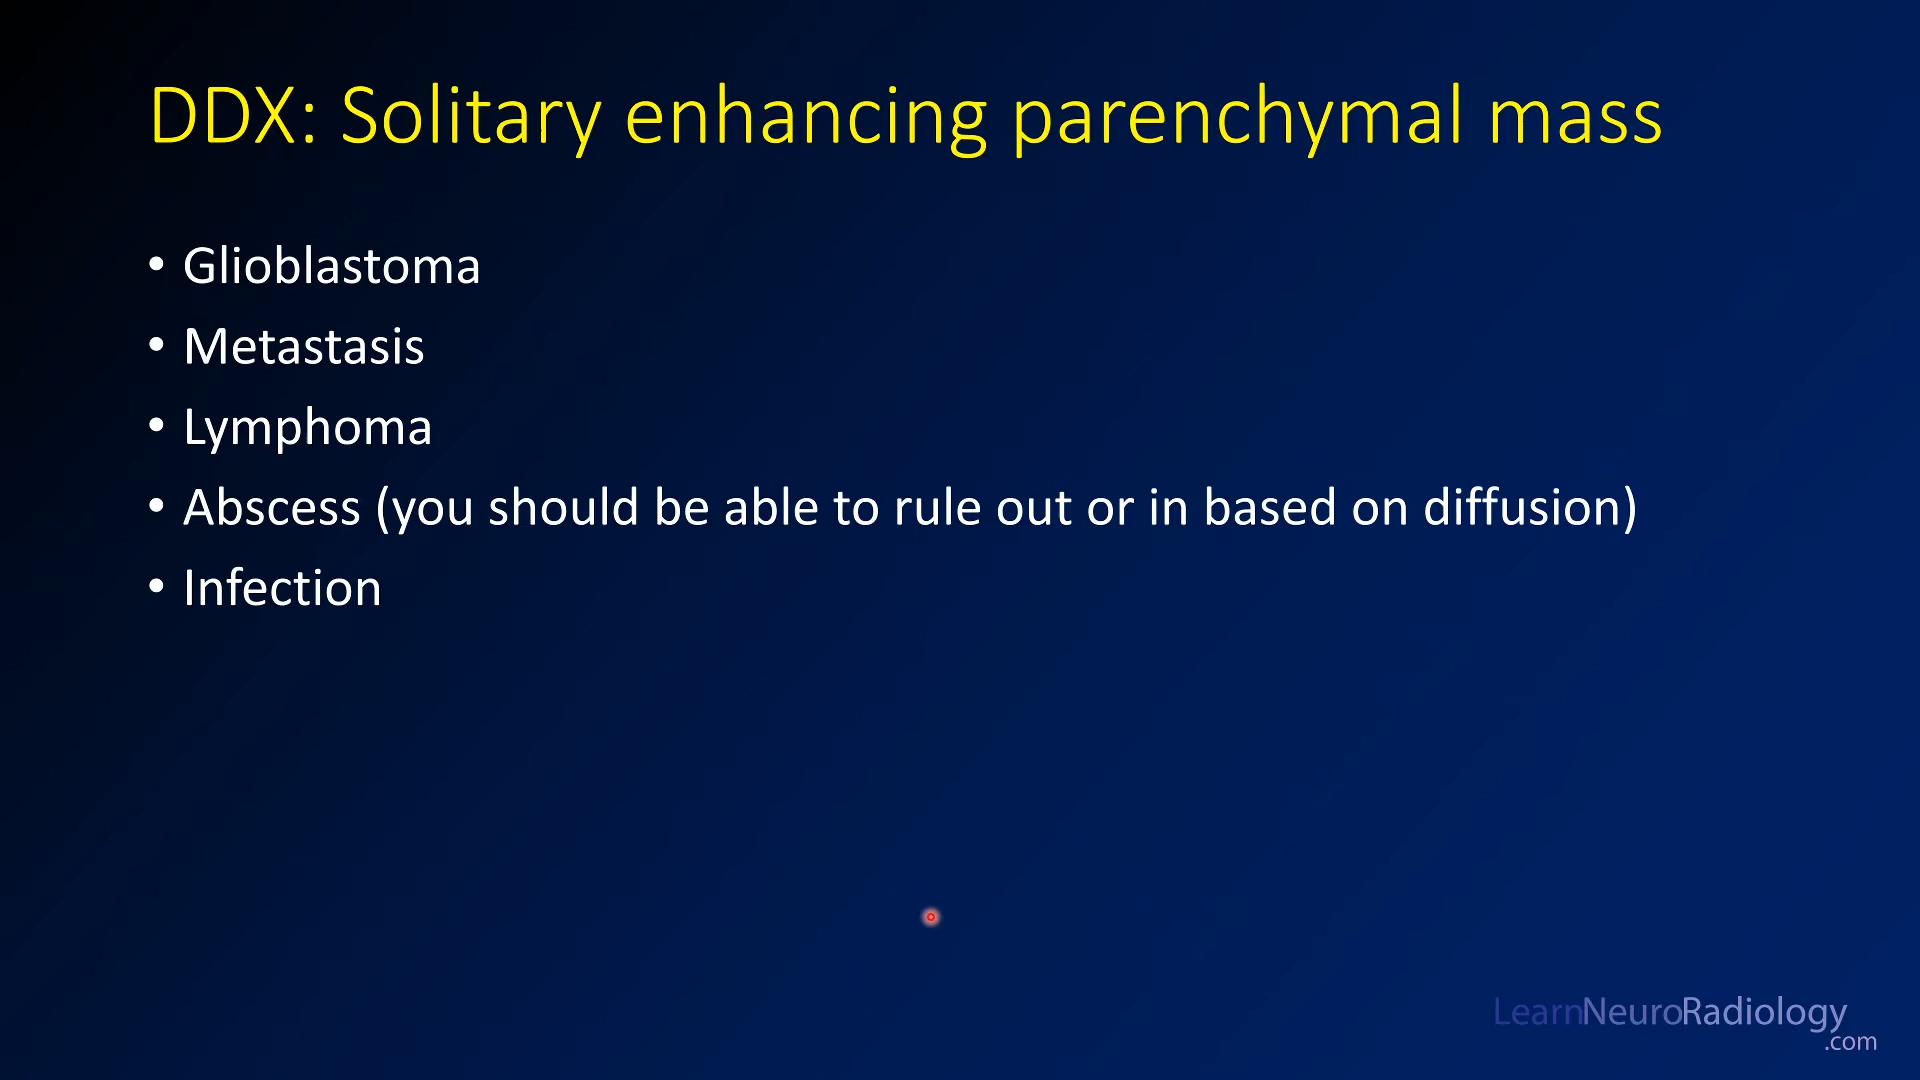 DDX: Solitary enhancing parenchymal mass
• Glioblastoma
• Metastasis
• Lymphoma
• Abscess (you should be able to rule out or in based on diffusion)
• Infection
LearnNeuroRadiology
.com